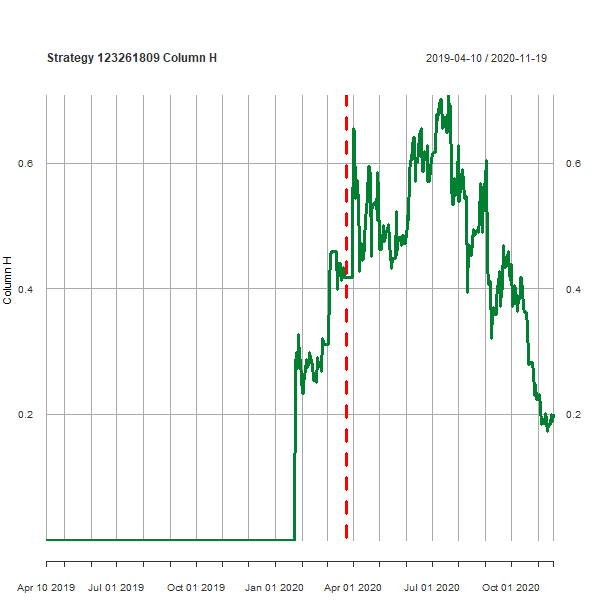 Strategy 123261809 Column H
2019-04-10 / 2020-11-19
0.6
0.6
Column H
0.4
0.4
0.2
0.2
Apr 10 2019
Jul 01 2019
Oct 01 2019
Jan 01 2020
Apr 01 2020
Jul 01 2020
Oct 01 2020